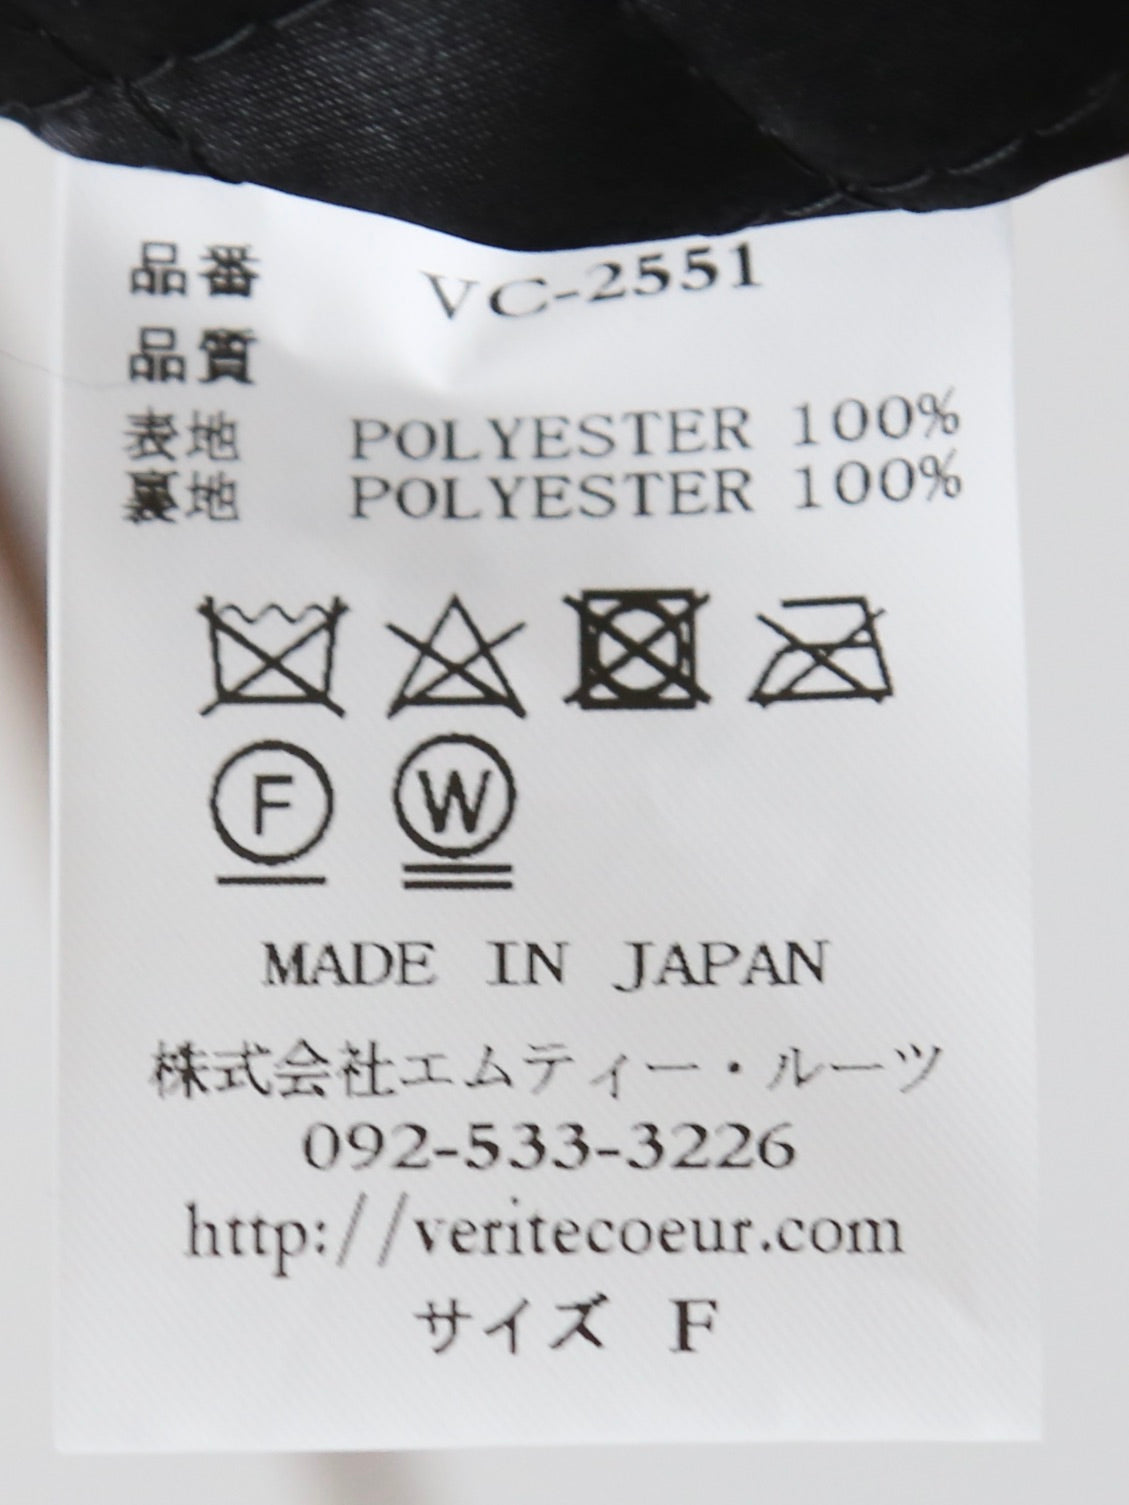 品番 VC-2551
品質
表地 POLYESTER 100%
裏地 POLYESTER 100%
F W
MADE IN JAPAN
株式会社エムティー・ルーツ
092-533-3226
http://veritecoeur.com
サイズ F